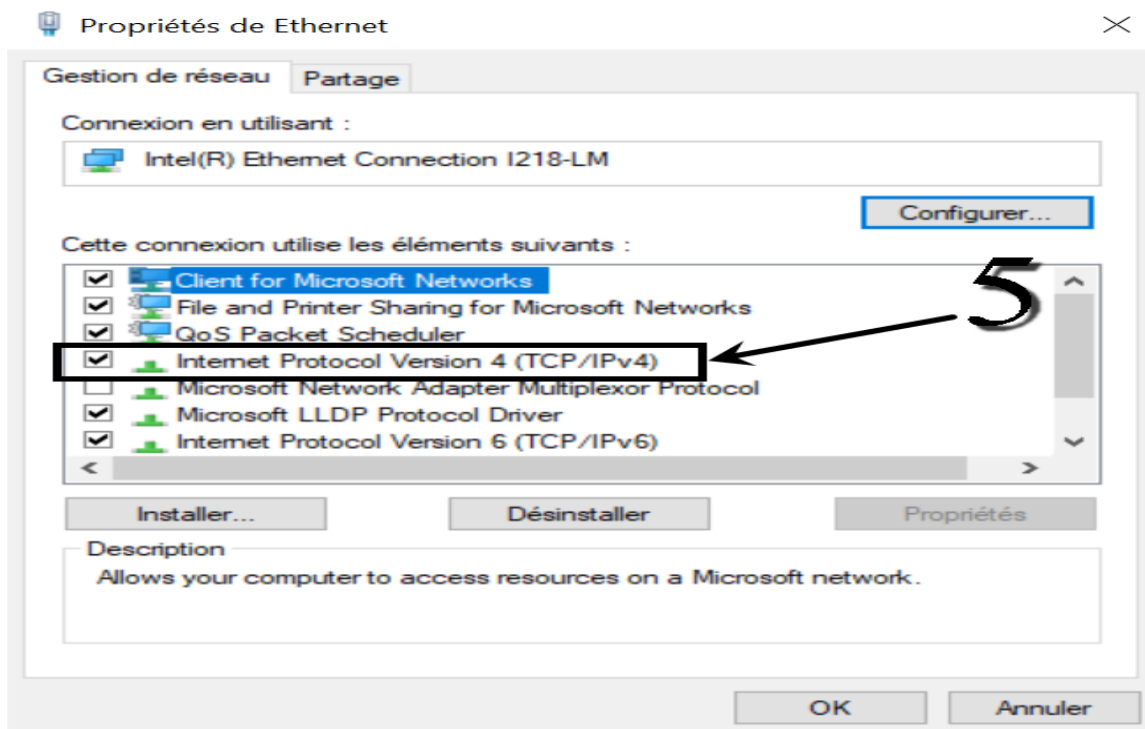 Propriétés de Ethernet
Gestion de réseau
Partage
Connexion en utilisant :
Intel(R) Ethernet Connection I218-LM
Configurer...
Cette connexion utilise les éléments suivants :
Client for Microsoft Networks
File and Printer Sharing for Microsoft Networks
QoS Packet Scheduler
Internet Protocol Version 4 (TCP/IPv4)
Microsoft Network Adapter Multiplexor Protocol
Microsoft LLDP Protocol Driver
Internet Protocol Version 6 (TCP/IPv6)
5
Installer...
Désinstaller
Propriétés
Description
Allows your computer to access resources on a Microsoft network.
OK
Annuler